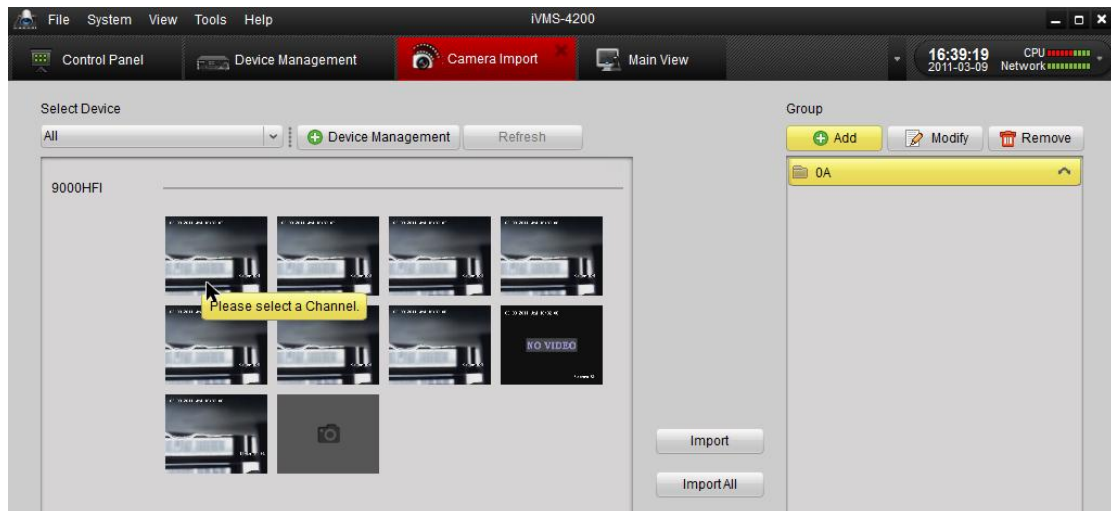 File System View Tools Help iVMS-4200
Control Panel Device Management Camera Import Main View 16:39:19 CPU
2011-03-09 Network
Select Device Group
All Device Management Refresh Add Modify Remove
0A
9000HFI
Please select a Channel.
NO VIDEO
Import
Import All